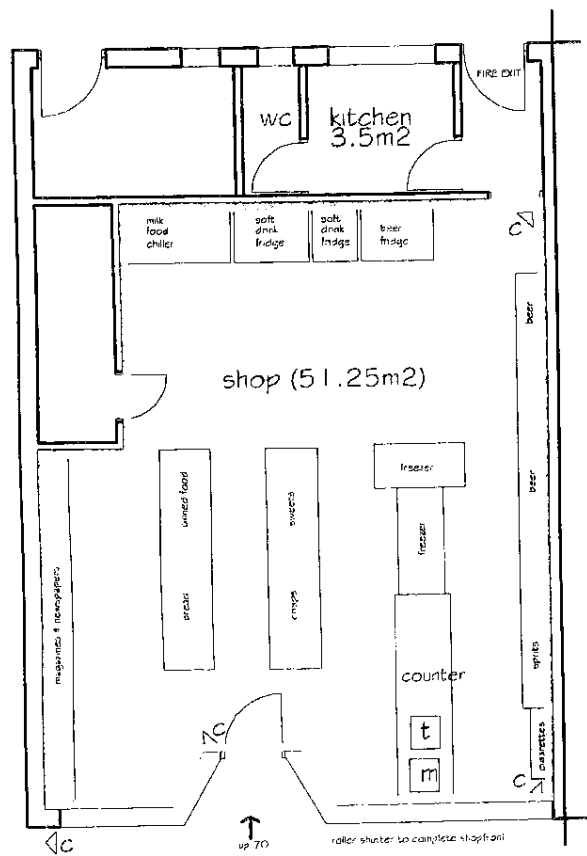 FIRE EXIT
WC
kitchen
3.5m2
milk
food
chiller
soft
drink
fridge
soft
drink
fridge
beer
fridge
C
beer
shop (51.25m2)
freezer
tinned food
sweets
beer
freezer
magazines & newspapers
bread
crisps
spirits
counter
C
t
m
cigarettes
C
C
up 70
roller shutter to complete shopfront